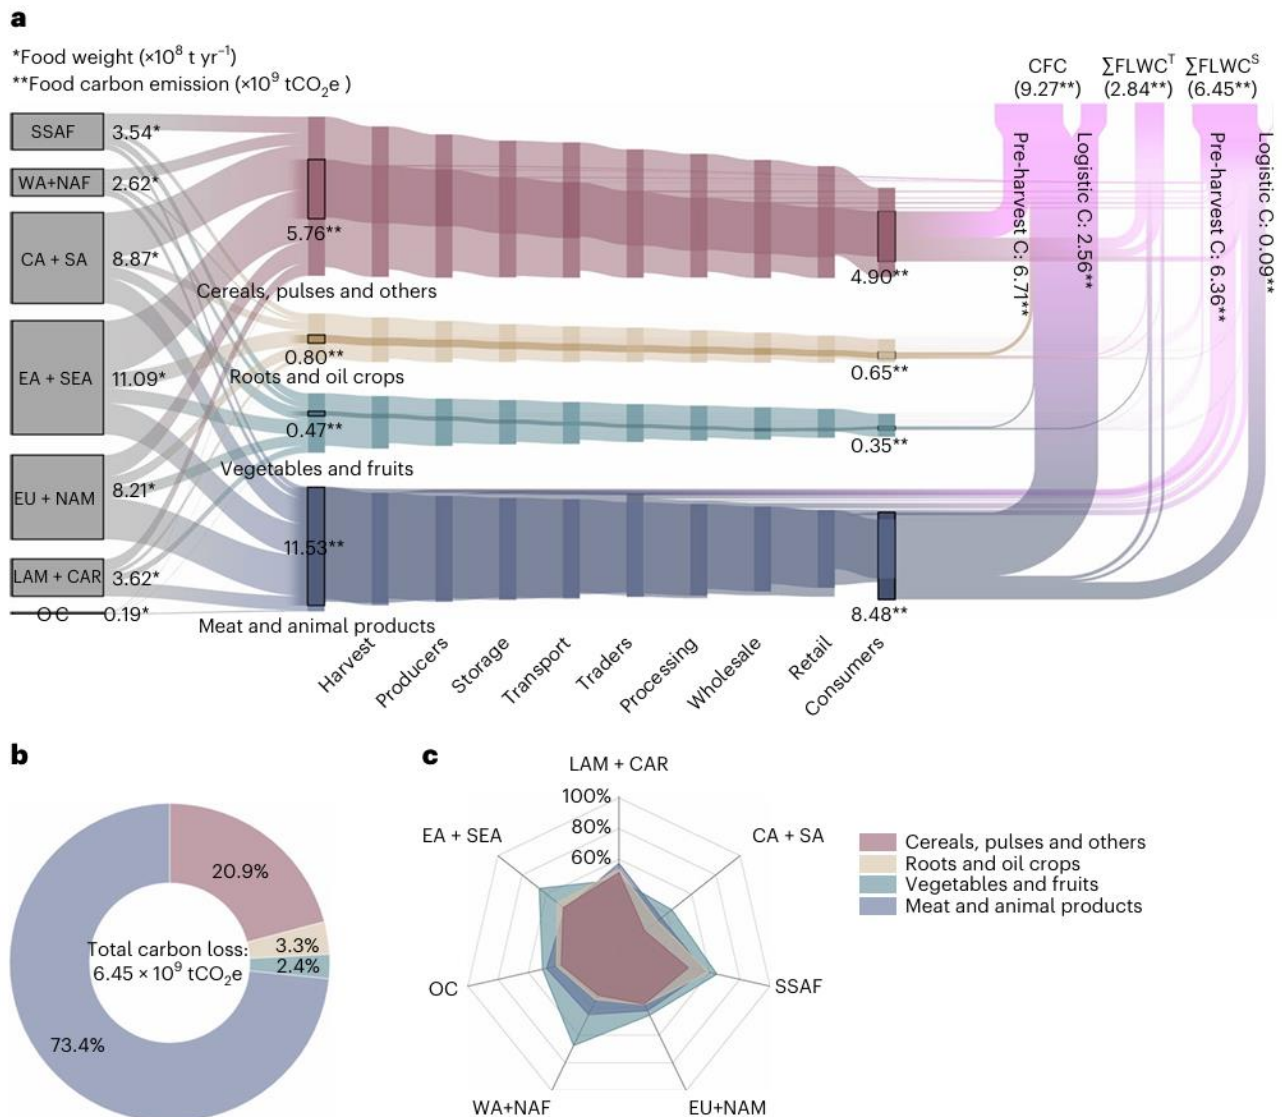 a
*Food weight (×10⁸ t yr⁻¹)
**Food carbon emission (×10⁹ tCO₂e )
CFC
(9.27**)
∑FLWCᵀ
(2.84**)
∑FLWCˢ
(6.45**)
SSAF
3.54*
WA+NAF
2.62*
CA + SA
8.87*
EA + SEA
11.09*
EU + NAM
8.21*
LAM + CAR
3.62*
OC
0.19*
5.76**
Cereals, pulses and others
4.90**
0.80**
Roots and oil crops
0.65**
0.47**
Vegetables and fruits
0.35**
11.53**
Meat and animal products
8.48**
Pre-harvest C: 6.71**
Logistic C: 2.56**
Pre-harvest C: 6.36**
Logistic C: 0.09**
Harvest
Producers
Storage
Transport
Traders
Processing
Wholesale
Retail
Consumers
b
20.9%
3.3%
2.4%
73.4%
Total carbon loss:
6.45 × 10⁹ tCO₂e
c
LAM + CAR
100%
80%
60%
EA + SEA
CA + SA
OC
SSAF
WA+NAF
EU+NAM
Cereals, pulses and others
Roots and oil crops
Vegetables and fruits
Meat and animal products